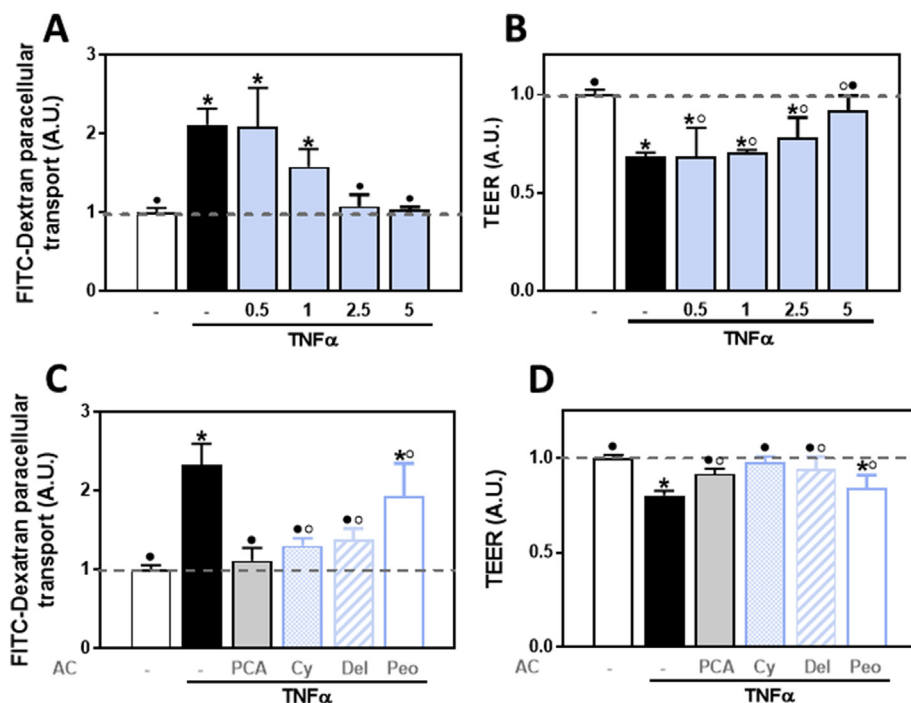 A
FITC-Dextran paracellular
transport (A.U.)
3
2
1
0
* * * * • • •
- - 0.5 1 2.5 5
TNFα
B
TEER (A.U.)
1.0
0.5
0.0
• * *○ *○ *○ ○•
- - 0.5 1 2.5 5
TNFα
C
FITC-Dexatran paracellular
transport (A.U.)
3
2
1
0
• * • •○ •○ *○
AC - - PCA Cy Del Peo
TNFα
D
TEER (A.U.)
1.0
0.5
0.0
• * •○ • •○ *○
AC - - PCA Cy Del Peo
TNFα